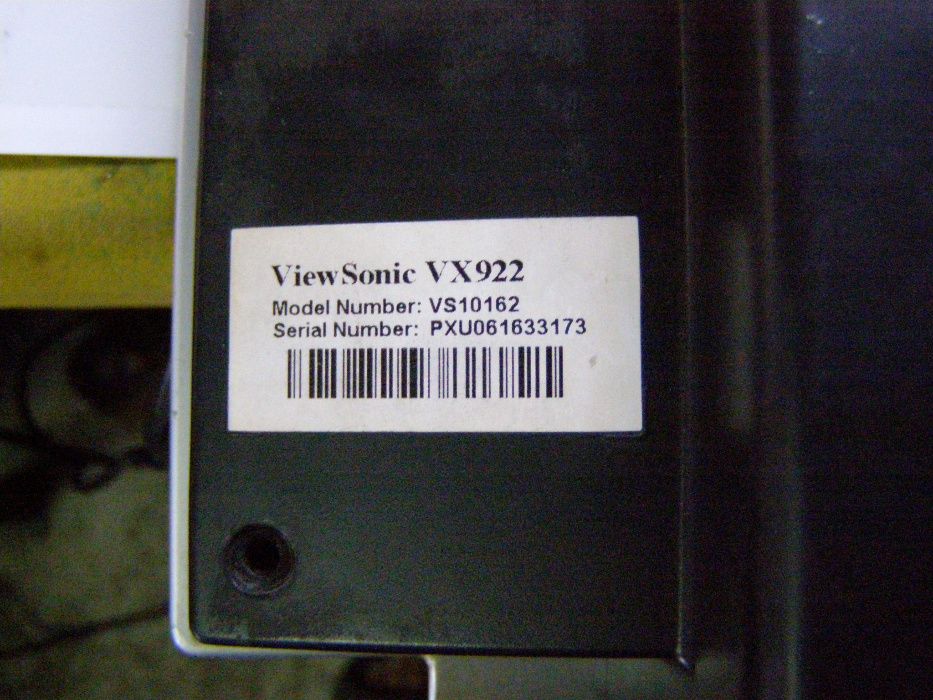 ViewSonic VX922
Model Number: VS10162
Serial Number: PXU061633173